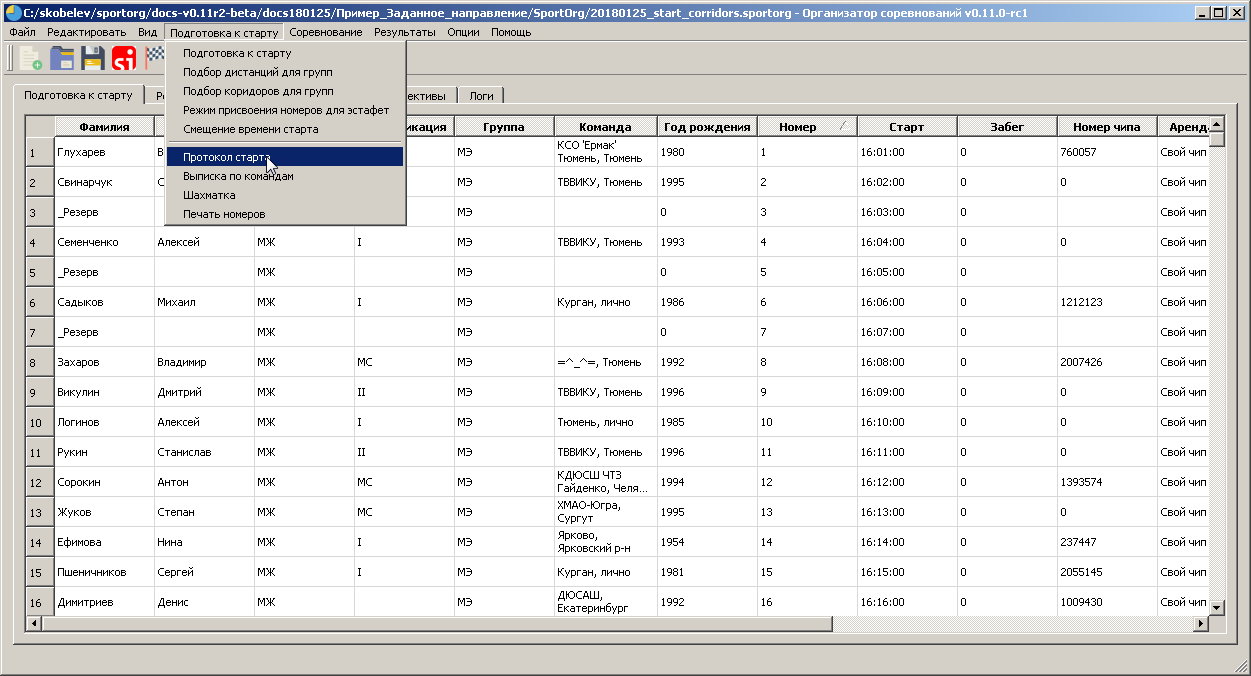 C:/skobelev/sportorg/docs-v0.11r2-beta/docs180125/Пример_Заданное_направление/SportOrg/20180125_start_corridors.sportorg - Организатор соревнований v0.11.0-rc1
Файл Редактировать Вид Подготовка к старту Соревнование Результаты Опции Помощь
si
Подготовка к старту
Подбор дистанций для групп
Подбор коридоров для групп
Режим присвоения номеров для эстафет
Смещение времени старта
Протокол старта
Выписка по командам
Шахматка
Печать номеров
Подготовка к старту Ре ективы Логи
Фамилия икация Группа Команда Год рождения Номер Старт Забег Номер чипа Аренд.
1 Глухарев В МЭ КСО 'Ермак' 1980 1 16:01:00 0 760057 Свой чип
Тюмень, Тюмень
2 Свинарчук С МЭ ТВВИКУ, Тюмень 1995 2 16:02:00 0 0 Свой чип
3 _Резерв МЭ 0 3 16:03:00 0 Свой чип
4 Семенченко Алексей МЖ I МЭ ТВВИКУ, Тюмень 1993 4 16:04:00 0 0 Свой чип
5 _Резерв МЖ МЭ 0 5 16:05:00 0 Свой чип
6 Садыков Михаил МЖ I МЭ Курган, лично 1986 6 16:06:00 0 1212123 Свой чип
7 _Резерв МЖ МЭ 0 7 16:07:00 0 Свой чип
8 Захаров Владимир МЖ МС МЭ =^_^=, Тюмень 1992 8 16:08:00 0 2007426 Свой чип
9 Викулин Дмитрий МЖ II МЭ ТВВИКУ, Тюмень 1996 9 16:09:00 0 0 Свой чип
10 Логинов Алексей МЖ I МЭ Тюмень, лично 1985 10 16:10:00 0 0 Свой чип
11 Рукин Станислав МЖ II МЭ ТВВИКУ, Тюмень 1996 11 16:11:00 0 0 Свой чип
12 Сорокин Антон МЖ МС МЭ КДЮСШ ЧТЗ 1994 12 16:12:00 0 1393574 Свой чип
Гайденко, Челя...
13 Жуков Степан МЖ МС МЭ ХМАО-Югра, 1995 13 16:13:00 0 0 Свой чип
Сургут
14 Ефимова Нина МЖ I МЭ Ярково, 1954 14 16:14:00 0 237447 Свой чип
Ярковский р-н
15 Пшеничников Сергей МЖ I МЭ Курган, лично 1981 15 16:15:00 0 2055145 Свой чип
16 Димитриев Денис МЖ МЭ ДЮСАШ, 1992 16 16:16:00 0 1009430 Свой чип
Екатеринбург